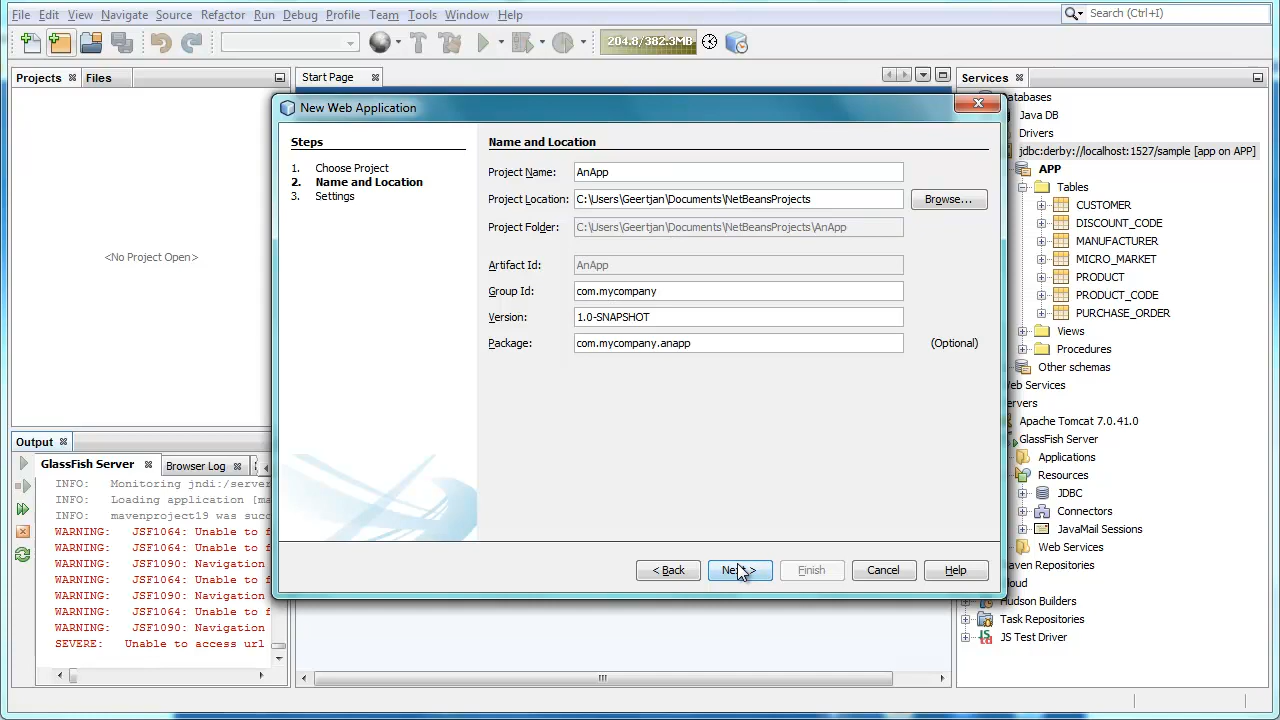 File Edit View Navigate Source Refactor Run Debug Profile Team Tools Window Help
Search (Ctrl+I)
204.8/382.3MB
Projects Files
Start Page
Services
<No Project Open>
New Web Application
Steps
1. Choose Project
2. Name and Location
3. Settings
Name and Location
Project Name: AnApp
Project Location: C:\Users\Geertjan\Documents\NetBeansProjects Browse...
Project Folder: C:\Users\Geertjan\Documents\NetBeansProjects\AnApp
Artifact Id: AnApp
Group Id: com.mycompany
Version: 1.0-SNAPSHOT
Package: com.mycompany.anapp (Optional)
< Back
Finish
Cancel
Help
atabases
Java DB
Drivers
jdbc:derby://localhost:1527/sample [app on APP]
APP
Tables
CUSTOMER
DISCOUNT_CODE
MANUFACTURER
MICRO_MARKET
PRODUCT
PRODUCT_CODE
PURCHASE_ORDER
Views
Procedures
Other schemas
Web Services
ervers
Apache Tomcat 7.0.41.0
GlassFish Server
Applications
Resources
JDBC
Connectors
JavaMail Sessions
Web Services
aven Repositories
loud
Hudson Builders
Task Repositories
JS Test Driver
Output
GlassFish Server Browser Log
INFO: Monitoring jndi:/server
INFO: Loading application [ma
INFO: mavenproject19 was succ
WARNING: JSF1064: Unable to f
WARNING: JSF1064: Unable to f
WARNING: JSF1090: Navigation
WARNING: JSF1064: Unable to f
WARNING: JSF1064: Unable to f
WARNING: JSF1064: Unable to f
WARNING: JSF1090: Navigation
SEVERE: Unable to access url